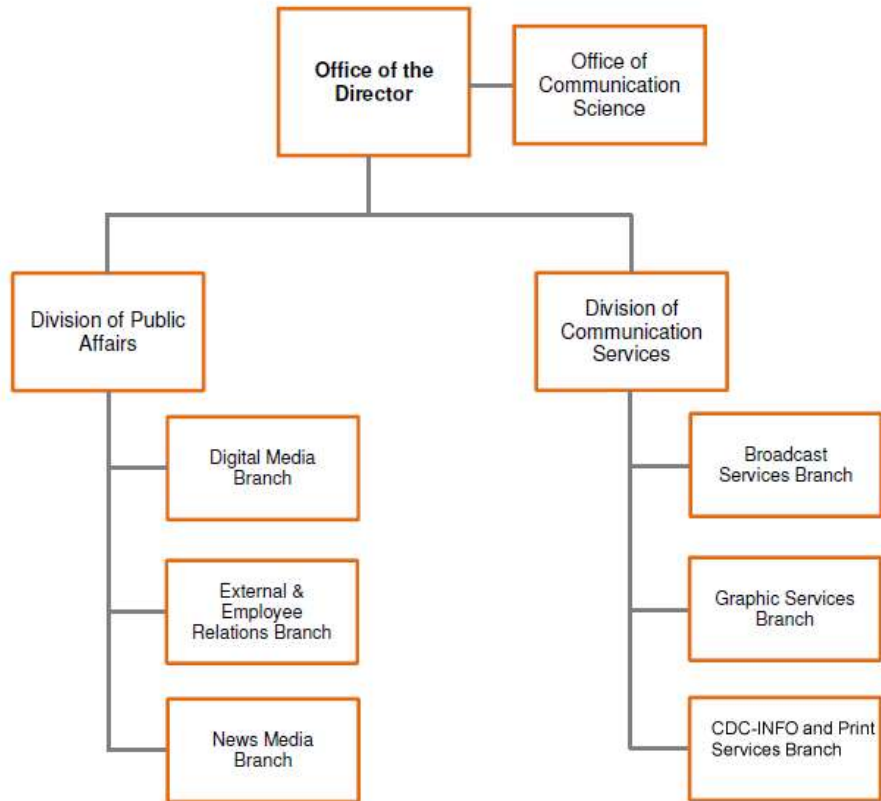 Office of the
Director
Office of
Communication
Science
Division of Public
Affairs
Division of
Communication
Services
Digital Media
Branch
External &
Employee
Relations Branch
News Media
Branch
Broadcast
Services Branch
Graphic Services
Branch
CDC-INFO and Print
Services Branch